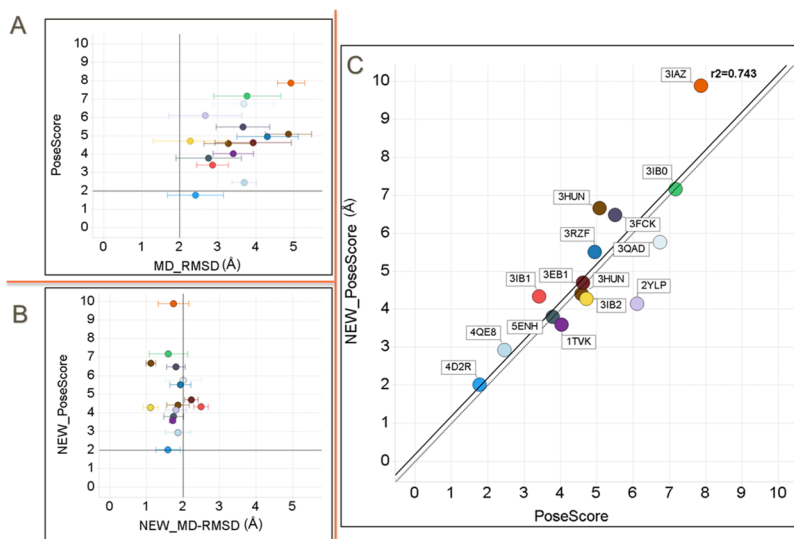 A
10
9
8
7
6
5
4
3
2
1
0
PoseScore
0 1 2 3 4 5
MD_RMSD (Å)
B
10
9
8
7
6
5
4
3
2
1
0
NEW_PoseScore
0 1 2 3 4 5
NEW_MD-RMSD (Å)
C
10
9
8
7
6
5
4
3
2
1
0
NEW_PoseScore (Å)
3IAZ
r2=0.743
3IB0
3HUN
3FCK
3RZF
3QAD
3EB1
3HUN
3IB1
2YLP
3IB2
5ENH
1TVK
4QE8
4D2R
0 1 2 3 4 5 6 7 8 9 10
PoseScore